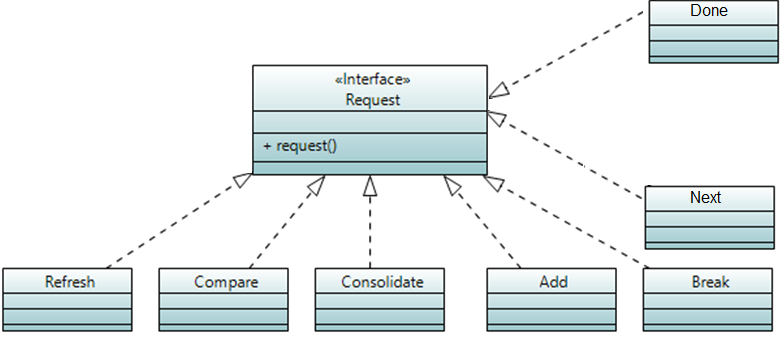 Done
«Interface»
Request
+ request()
Next
Refresh
Compare
Consolidate
Add
Break